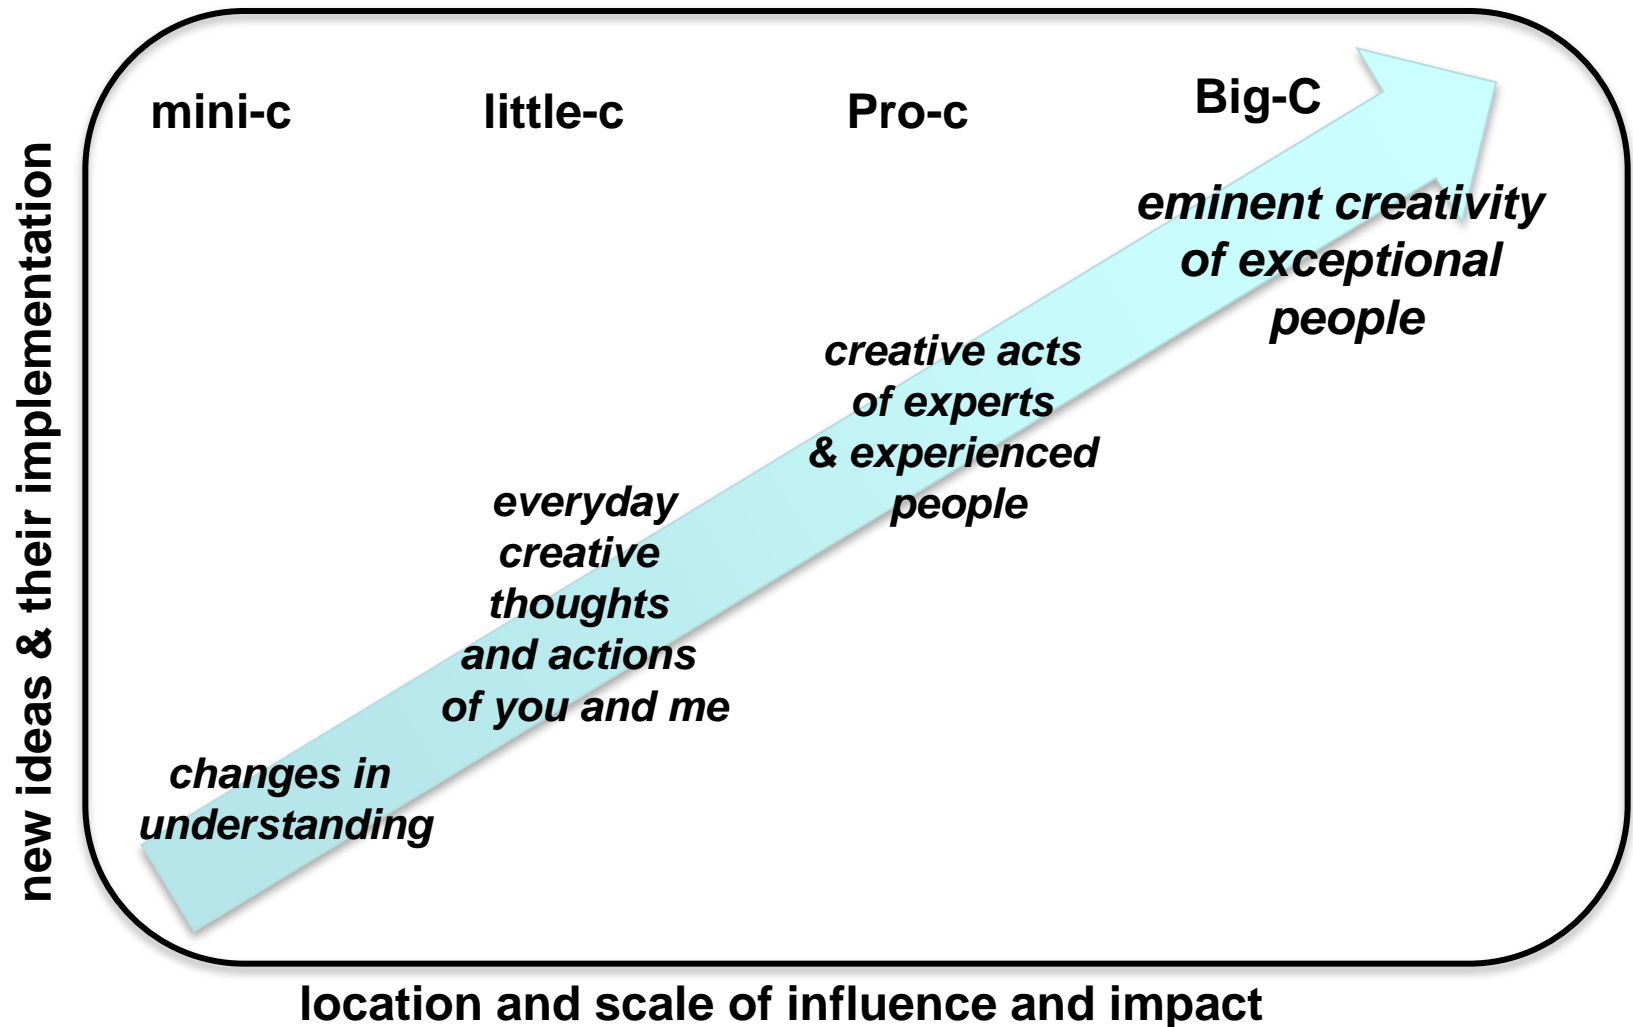 mini-c
little-c
Pro-c
Big-C
eminent creativity
of exceptional
people
creative acts
of experts
& experienced
people
everyday
creative
thoughts
and actions
of you and me
changes in
understanding
new ideas & their implementation
location and scale of influence and impact